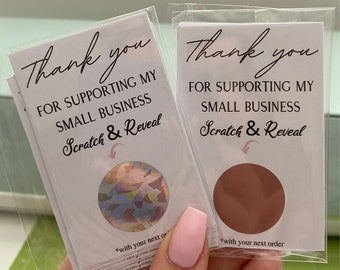 Thank you
FOR SUPPORTING MY
SMALL BUSINESS
Scratch & Reveal
*with your next order
Thank you
FOR SUPPORTING MY
SMALL BUSINESS
Scratch & Reveal
*with your next order